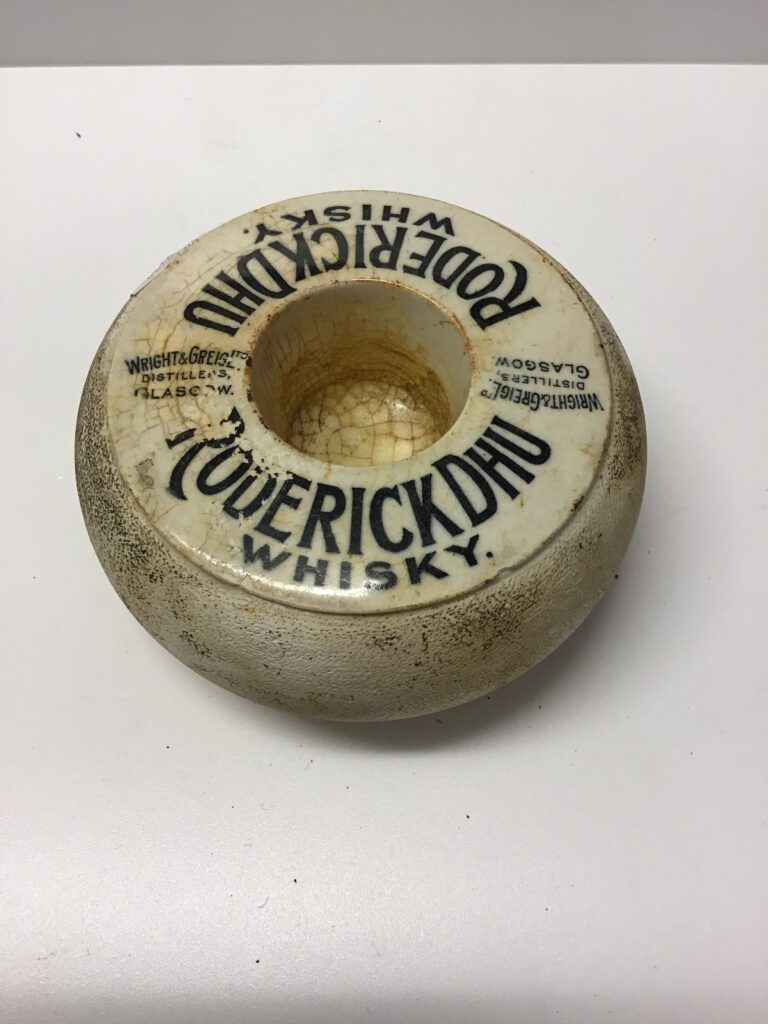 RODERICK DHU
WHISKY.
WRIGHT & GREIG LTD
DISTILLERS,
GLASGOW.
RODERICK DHU
WHISKY.
WRIGHT & GREIG LTD
DISTILLERS,
GLASGOW.